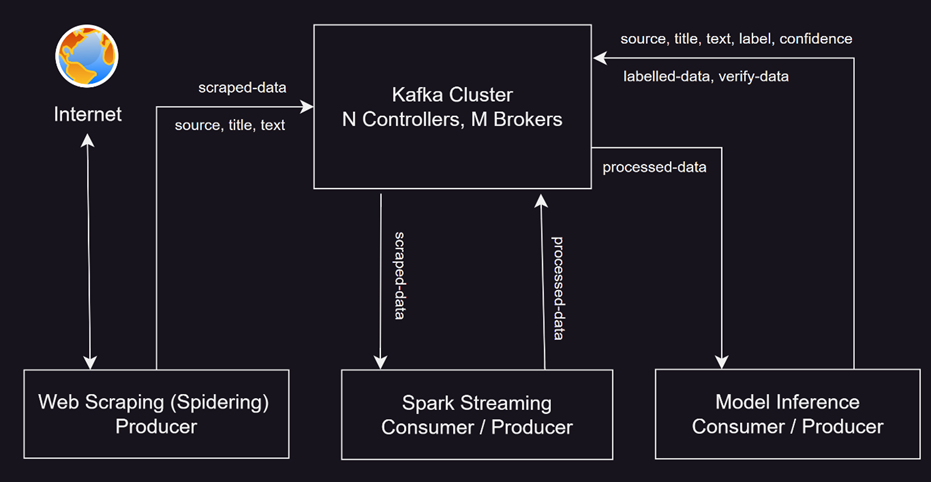 Internet
scraped-data
source, title, text
Kafka Cluster
N Controllers, M Brokers
source, title, text, label, confidence
labelled-data, verify-data
processed-data
scraped-data
processed-data
Web Scraping (Spidering)
Producer
Spark Streaming
Consumer / Producer
Model Inference
Consumer / Producer